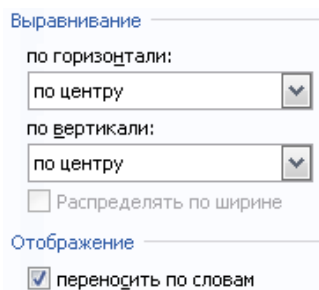 Выравнивание
по горизонтали:
по центру
по вертикали:
по центру
Распределять по ширине
Отображение
переносить по словам